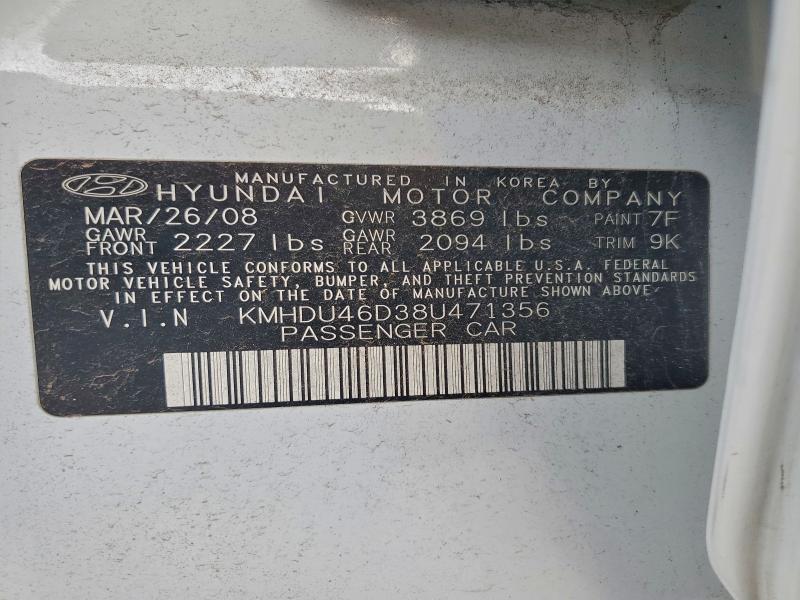 MANUFACTURED IN KOREA BY
HYUNDAI MOTOR COMPANY
MAR/26/08 GVWR 3869 lbs PAINT 7F
GAWR FRONT 2227 lbs GAWR REAR 2094 lbs TRIM 9K
THIS VEHICLE CONFORMS TO ALL APPLICABLE U.S.A. FEDERAL
MOTOR VEHICLE SAFETY, BUMPER, AND THEFT PREVENTION STANDARDS
IN EFFECT ON THE DATE OF MANUFACTURE SHOWN ABOVE
V.I.N KMHDU46D38U471356
PASSENGER CAR